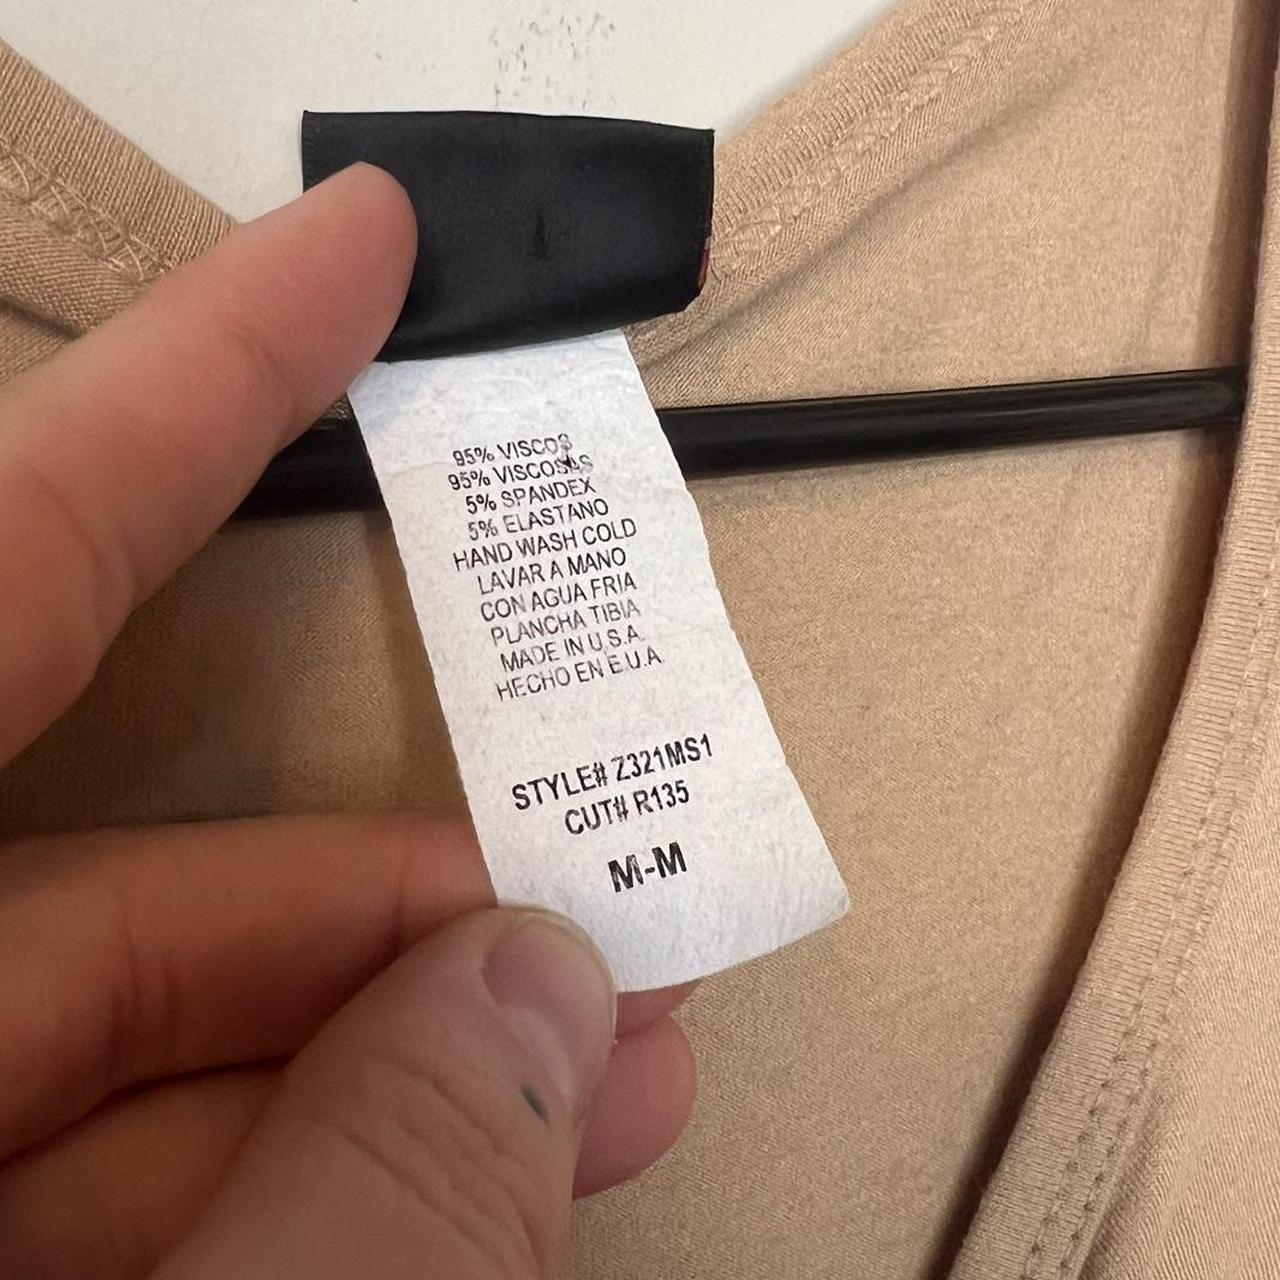 95% VISCOS
95% VISCOSAS
5% SPANDEX
5% ELASTANO
HAND WASH COLD
LAVAR A MANO
CON AGUA FRIA
PLANCHA TIBIA
MADE IN U.S.A.
HECHO EN E.U.A
STYLE# Z321MS1
CUT# R135
M-M